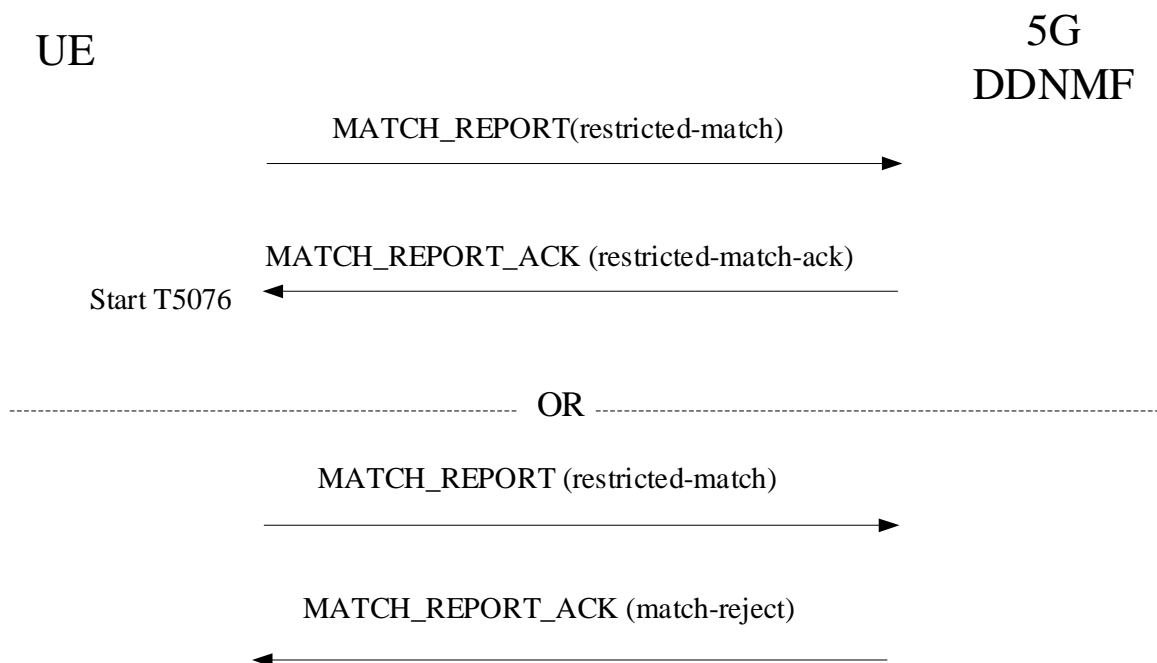 UE
5G
DDNMF
MATCH_REPORT(restricted-match)
MATCH_REPORT_ACK (restricted-match-ack)
Start T5076
OR
MATCH_REPORT (restricted-match)
MATCH_REPORT_ACK (match-reject)